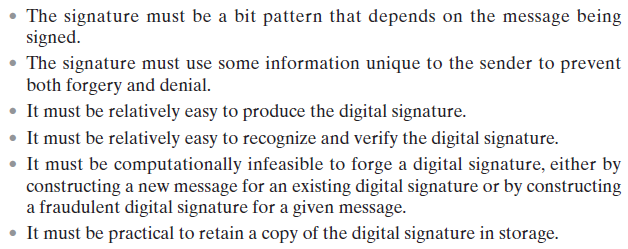 • The signature must be a bit pattern that depends on the message being
signed.
• The signature must use some information unique to the sender to prevent
both forgery and denial.
• It must be relatively easy to produce the digital signature.
• It must be relatively easy to recognize and verify the digital signature.
• It must be computationally infeasible to forge a digital signature, either by
constructing a new message for an existing digital signature or by constructing
a fraudulent digital signature for a given message.
• It must be practical to retain a copy of the digital signature in storage.